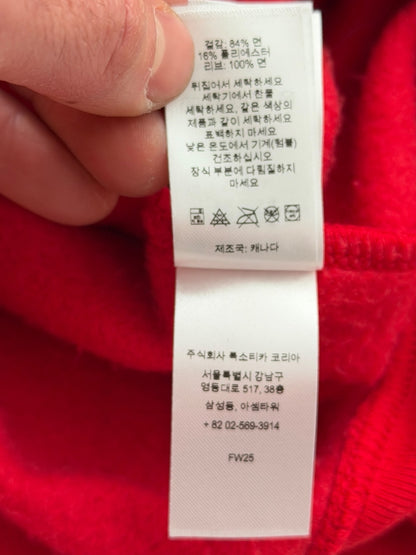 겉감: 84% 면
16% 폴리에스터
리브: 100% 면
뒤집어서 세탁하세요
세탁기에서 찬물
세탁하세요, 같은 색상의
제품과 같이 세탁하세요
표백하지 마세요
낮은 온도에서 기계(텀블)
건조하십시오
장식 부분에 다림질하지
마세요
제조국: 캐나다
주식회사 룩소티카 코리아
서울특별시 강남구
영동대로 517, 38층
삼성동, 아셈타워
+ 82 02-569-3914
FW25